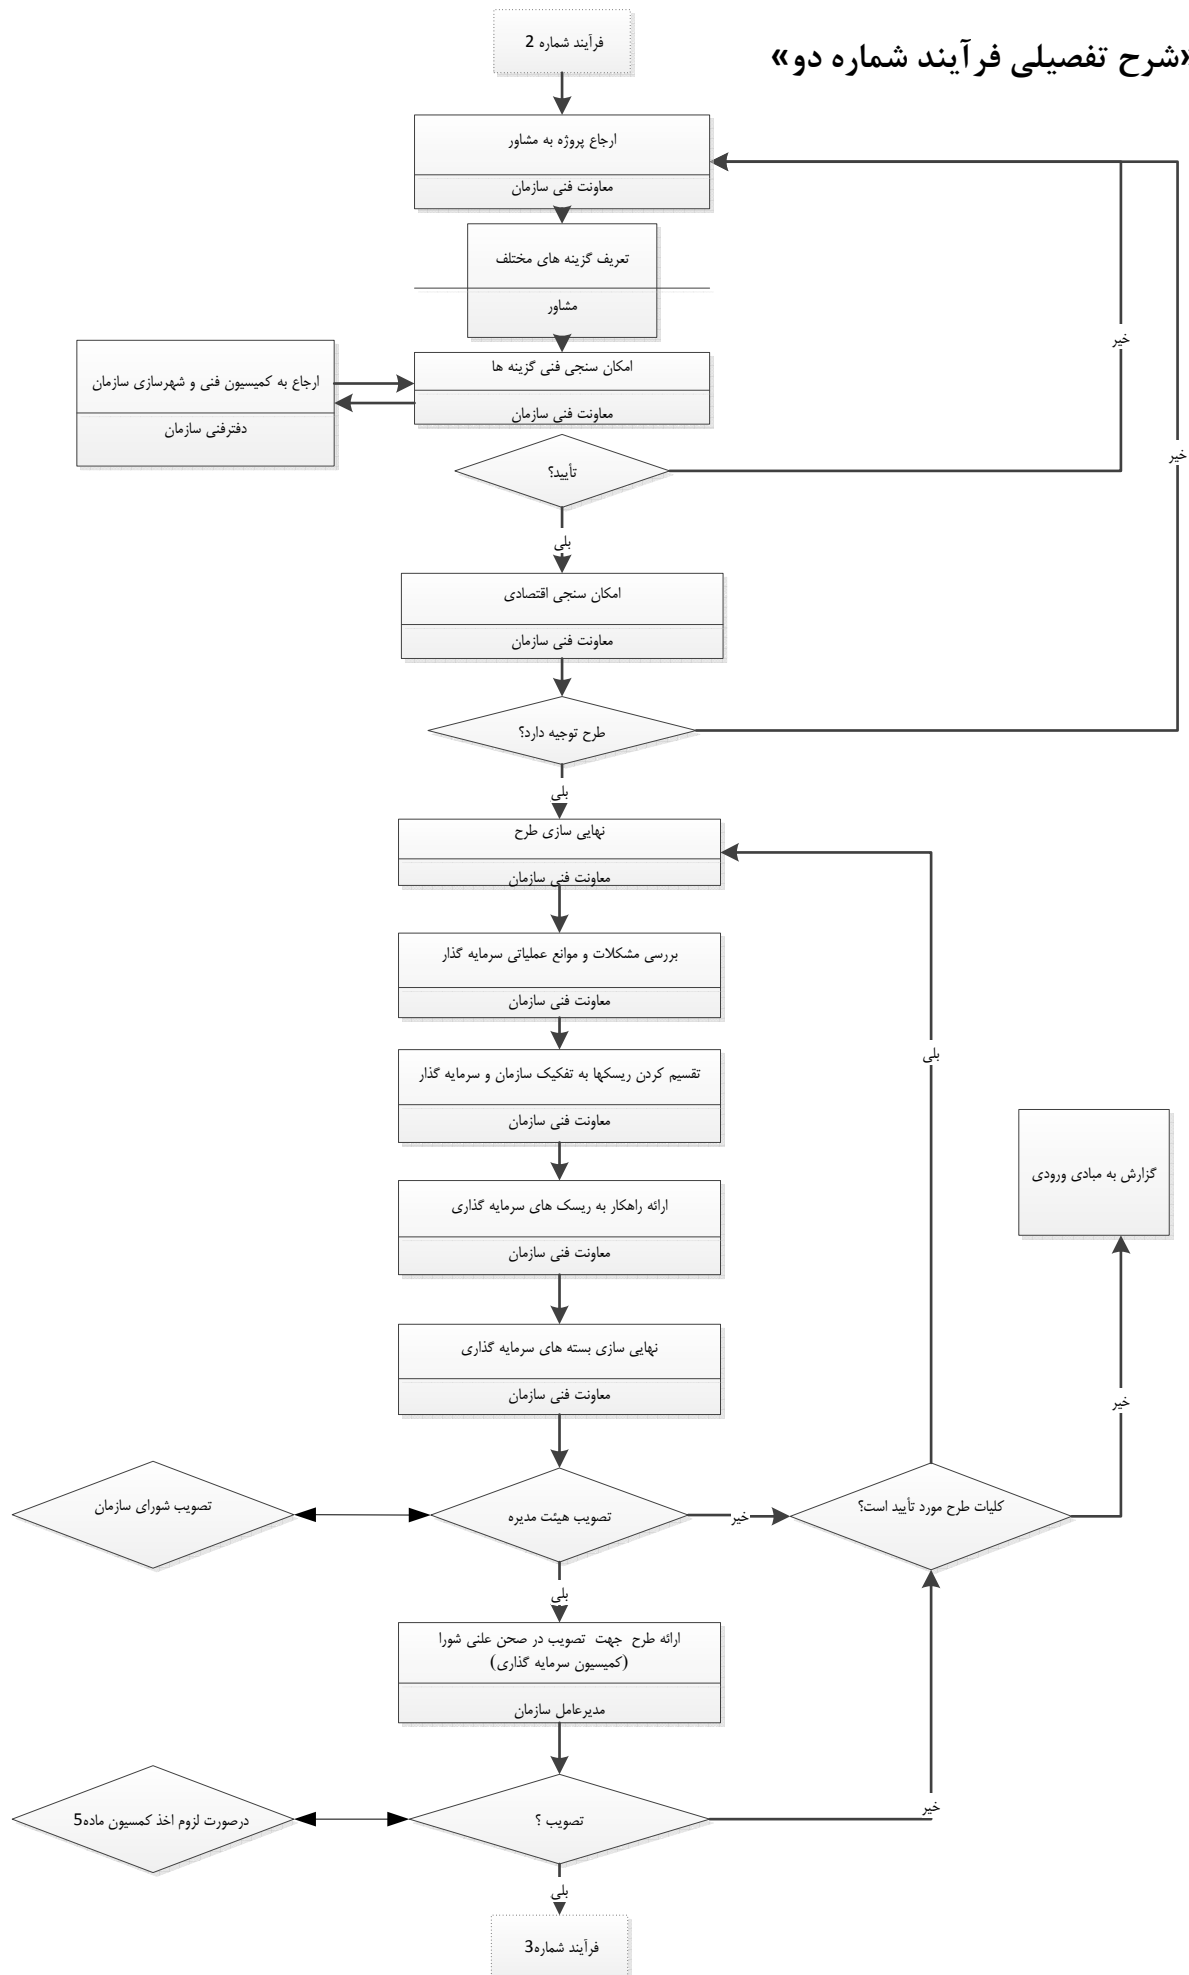 «شرح تفصیلی فرآیند شماره دو»
فرآیند شماره 2
ارجاع پروژه به مشاور
معاونت فنی سازمان
تعریف گزینه های مختلف
مشاور
امکان سنجی فنی گزینه ها
معاونت فنی سازمان
ارجاع به کمیسیون فنی و شهرسازی سازمان
دفترفنی سازمان
تأیید؟
خیر
بلی
امکان سنجی اقتصادی
معاونت فنی سازمان
طرح توجیه دارد؟
خیر
بلی
نهایی سازی طرح
معاونت فنی سازمان
بررسی مشکلات و موانع عملیاتی سرمایه گذار
معاونت فنی سازمان
تقسیم کردن ریسکها به تفکیک سازمان و سرمایه گذار
معاونت فنی سازمان
ارائه راهکار به ریسک های سرمایه گذاری
معاونت فنی سازمان
نهایی سازی بسته های سرمایه گذاری
معاونت فنی سازمان
تصویب هیئت مدیره
تصویب شورای سازمان
خیر
کلیات طرح مورد تأیید است؟
بلی
خیر
گزارش به مبادی ورودی
بلی
ارائه طرح جهت تصویب در صحن علنی شورا
(کمیسیون سرمایه گذاری)
مدیرعامل سازمان
تصویب ؟
درصورت لزوم اخذ کمسیون ماده5
خیر
بلی
فرآیند شماره3